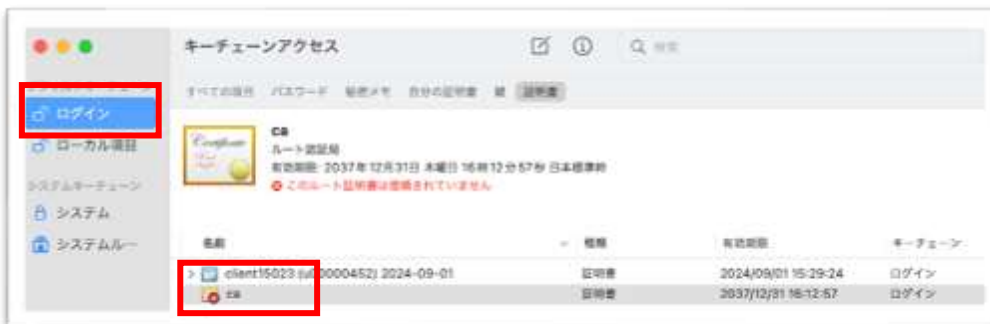 キーチェーンアクセス
検索
すべての項目 パスワード 秘密メモ 自分の証明書 鍵 証明書
ログイン
ローカル項目
システムキーチェーン
システム
システムルー
Certificate
ca
ルート認証局
有効期限: 2037年12月31日 木曜日 16時12分57秒 日本標準時
このルート証明書は信頼されていません
名前 種類 有効期限 キーチェーン
client15023 (u00000452) 2024-09-01 証明書 2024/09/01 15:29:24 ログイン
ca 証明書 2037/12/31 16:12:57 ログイン